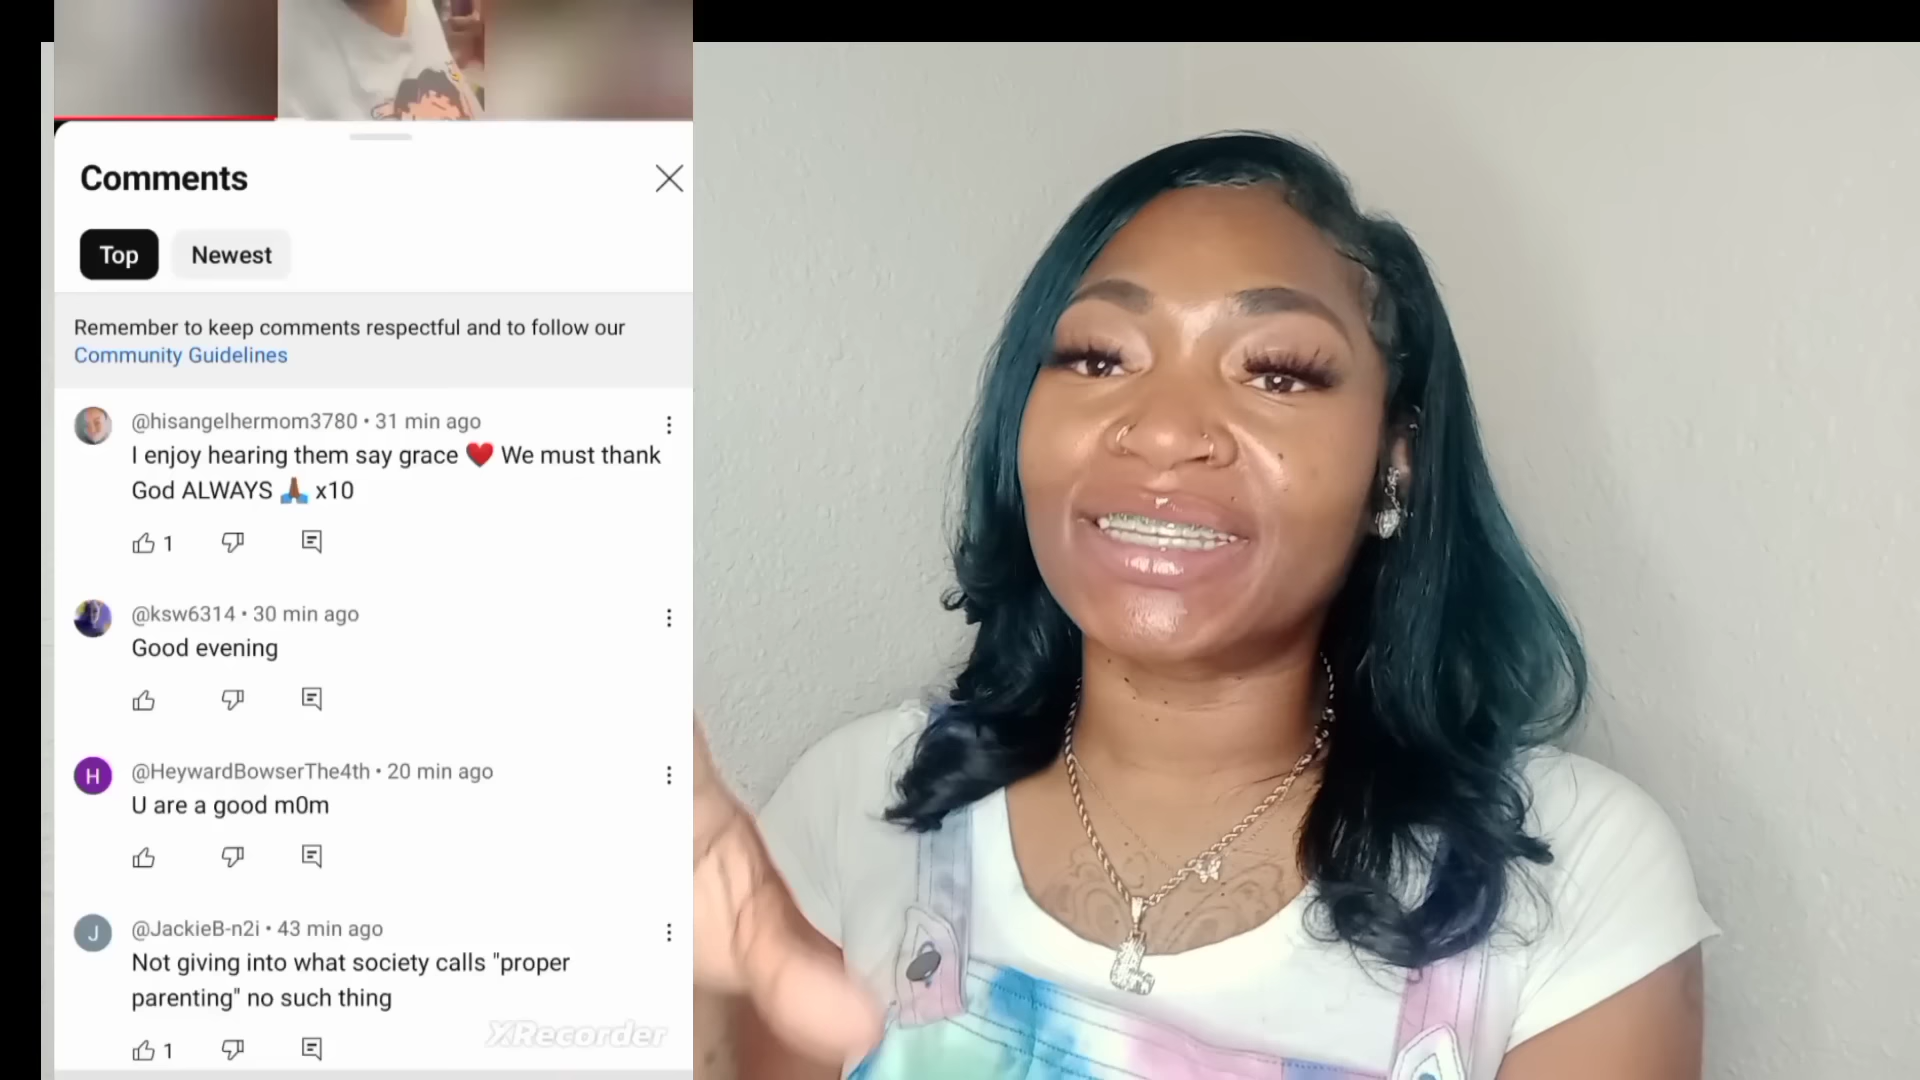 Comments
Top
Newest
Remember to keep comments respectful and to follow our
Community Guidelines
@hisangelhermom3780 • 31 min ago
I enjoy hearing them say grace ❤️ We must thank
God ALWAYS 🙏🏾 x10
1
@ksw6314 • 30 min ago
Good evening
H
@HeywardBowserThe4th • 20 min ago
U are a good m0m
J
@JackieB-n2i • 43 min ago
Not giving into what society calls "proper
parenting" no such thing
XRecorder
1